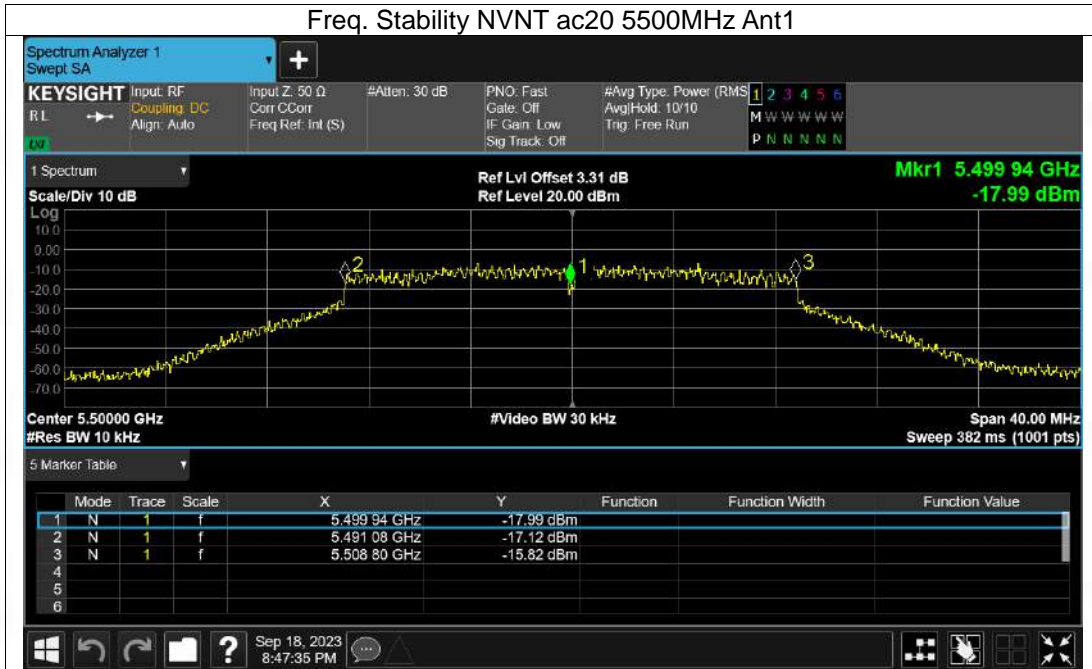 Freq. Stability NVNT ac20 5500MHz Ant1
Spectrum Analyzer 1
Swept SA
+
KEYSIGHT Input: RF Input Z: 50 Ω #Atten: 30 dB PNO: Fast #Avg Type: Power (RMS 1 2 3 4 5 6
RL Coupling: DC Corr CCorr Gate: Off Avg|Hold: 10/10 M W W W W W
Align: Auto Freq Ref: Int (S) IF Gain: Low Trig: Free Run
LXI Sig Track: Off P N N N N N
1 Spectrum Ref Lvl Offset 3.31 dB Mkr1 5.499 94 GHz
Scale/Div 10 dB Ref Level 20.00 dBm -17.99 dBm
Log
10.0
0.00
-10.0
2 1 3
-20.0
-30.0
-40.0
-50.0
-60.0
-70.0
Center 5.50000 GHz #Video BW 30 kHz Span 40.00 MHz
#Res BW 10 kHz Sweep 382 ms (1001 pts)
5 Marker Table
Mode Trace Scale X Y Function Function Width Function Value
1 N 1 f 5.499 94 GHz -17.99 dBm
2 N 1 f 5.491 08 GHz -17.12 dBm
3 N 1 f 5.508 80 GHz -15.82 dBm
4
5
6
? Sep 18, 2023
8:47:35 PM